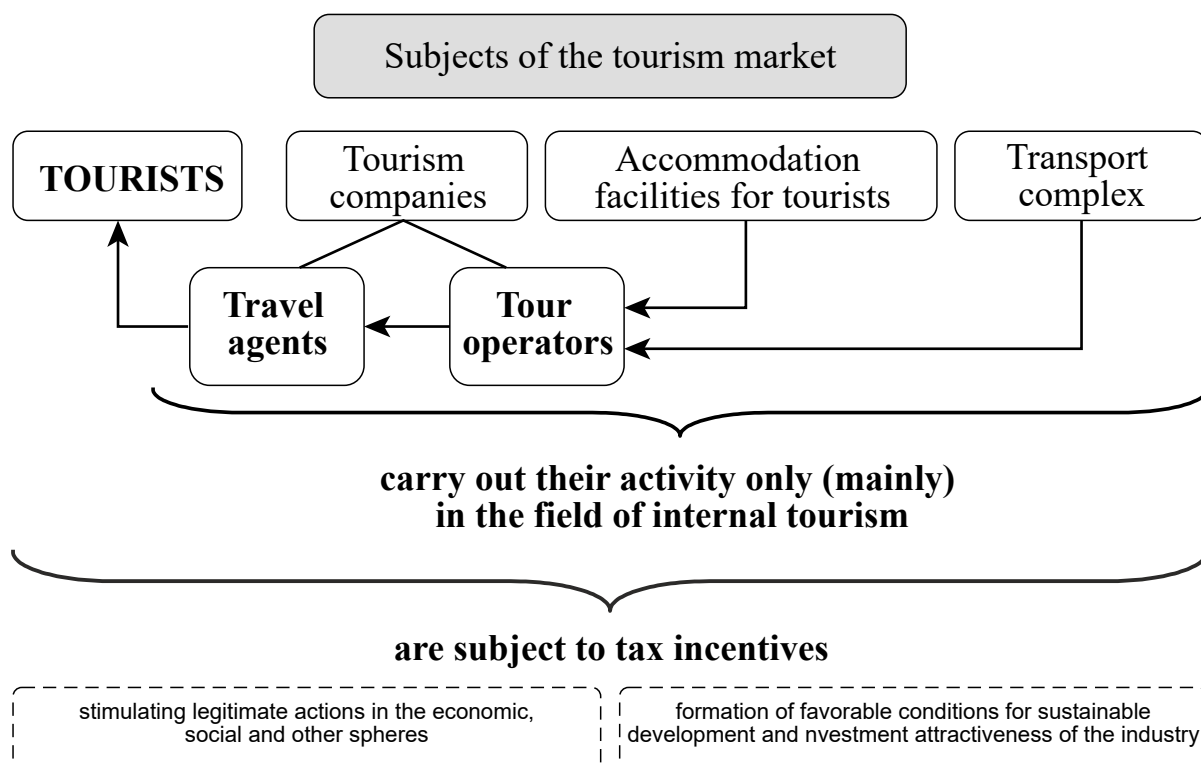 Subjects of the tourism market
TOURISTS
Tourism
companies
Accommodation
facilities for tourists
Transport
complex
Travel
agents
Tour
operators
carry out their activity only (mainly)
in the field of internal tourism
are subject to tax incentives
stimulating legitimate actions in the economic,
social and other spheres
formation of favorable conditions for sustainable
development and nvestment attractiveness of the industry